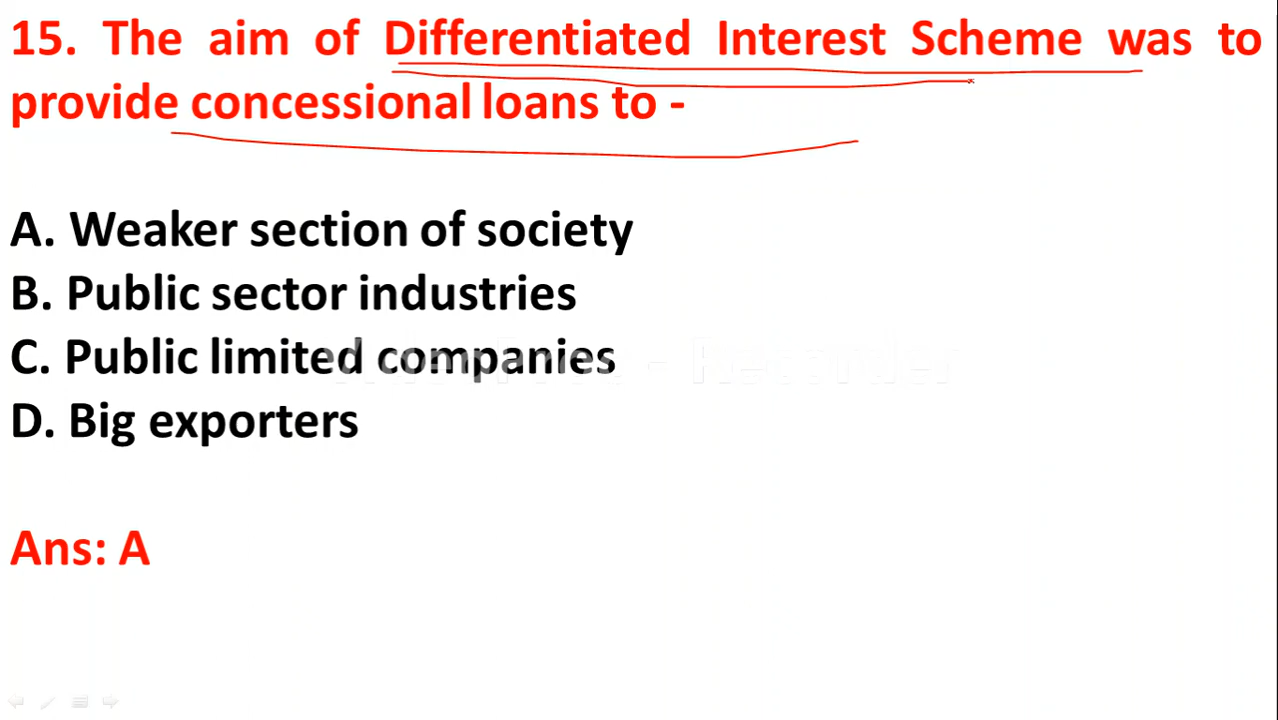 15. The aim of Differentiated Interest Scheme was to
provide concessional loans to -
A. Weaker section of society
B. Public sector industries
C. Public limited companies
D. Big exporters
Ans: A